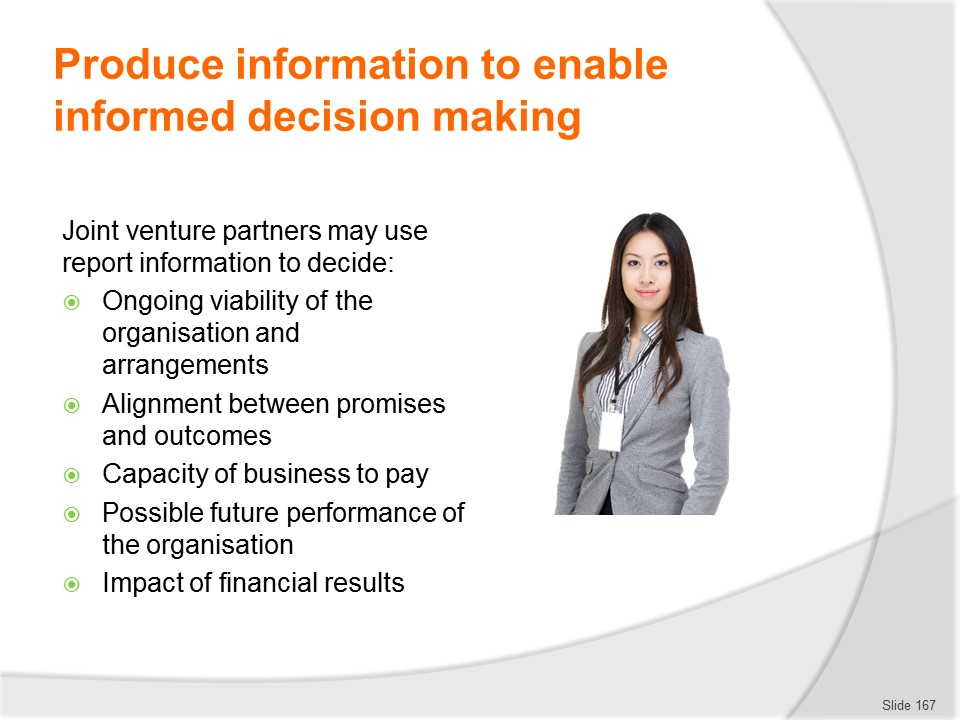 Produce information to enable
informed decision making
Joint venture partners may use
report information to decide:
Ongoing viability of the
organisation and
arrangements
Alignment between promises
and outcomes
Capacity of business to pay
Possible future performance of
the organisation
Impact of financial results
Slide 167